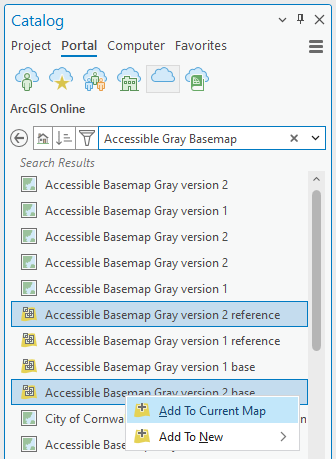 Catalog
Project Portal Computer Favorites
ArcGIS Online
Accessible Gray Basemap
Search Results
Accessible Basemap Gray version 2
Accessible Basemap Gray version 1
Accessible Basemap Gray version 2
Accessible Basemap Gray version 2
Accessible Basemap Gray version 1
Accessible Basemap Gray version 2 reference
Accessible Basemap Gray version 1 reference
Accessible Basemap Gray version 1 base
Accessible Basemap Gray version 2 base
Add To Current Map
City of Cornwa
Add To New
Accessible Basema